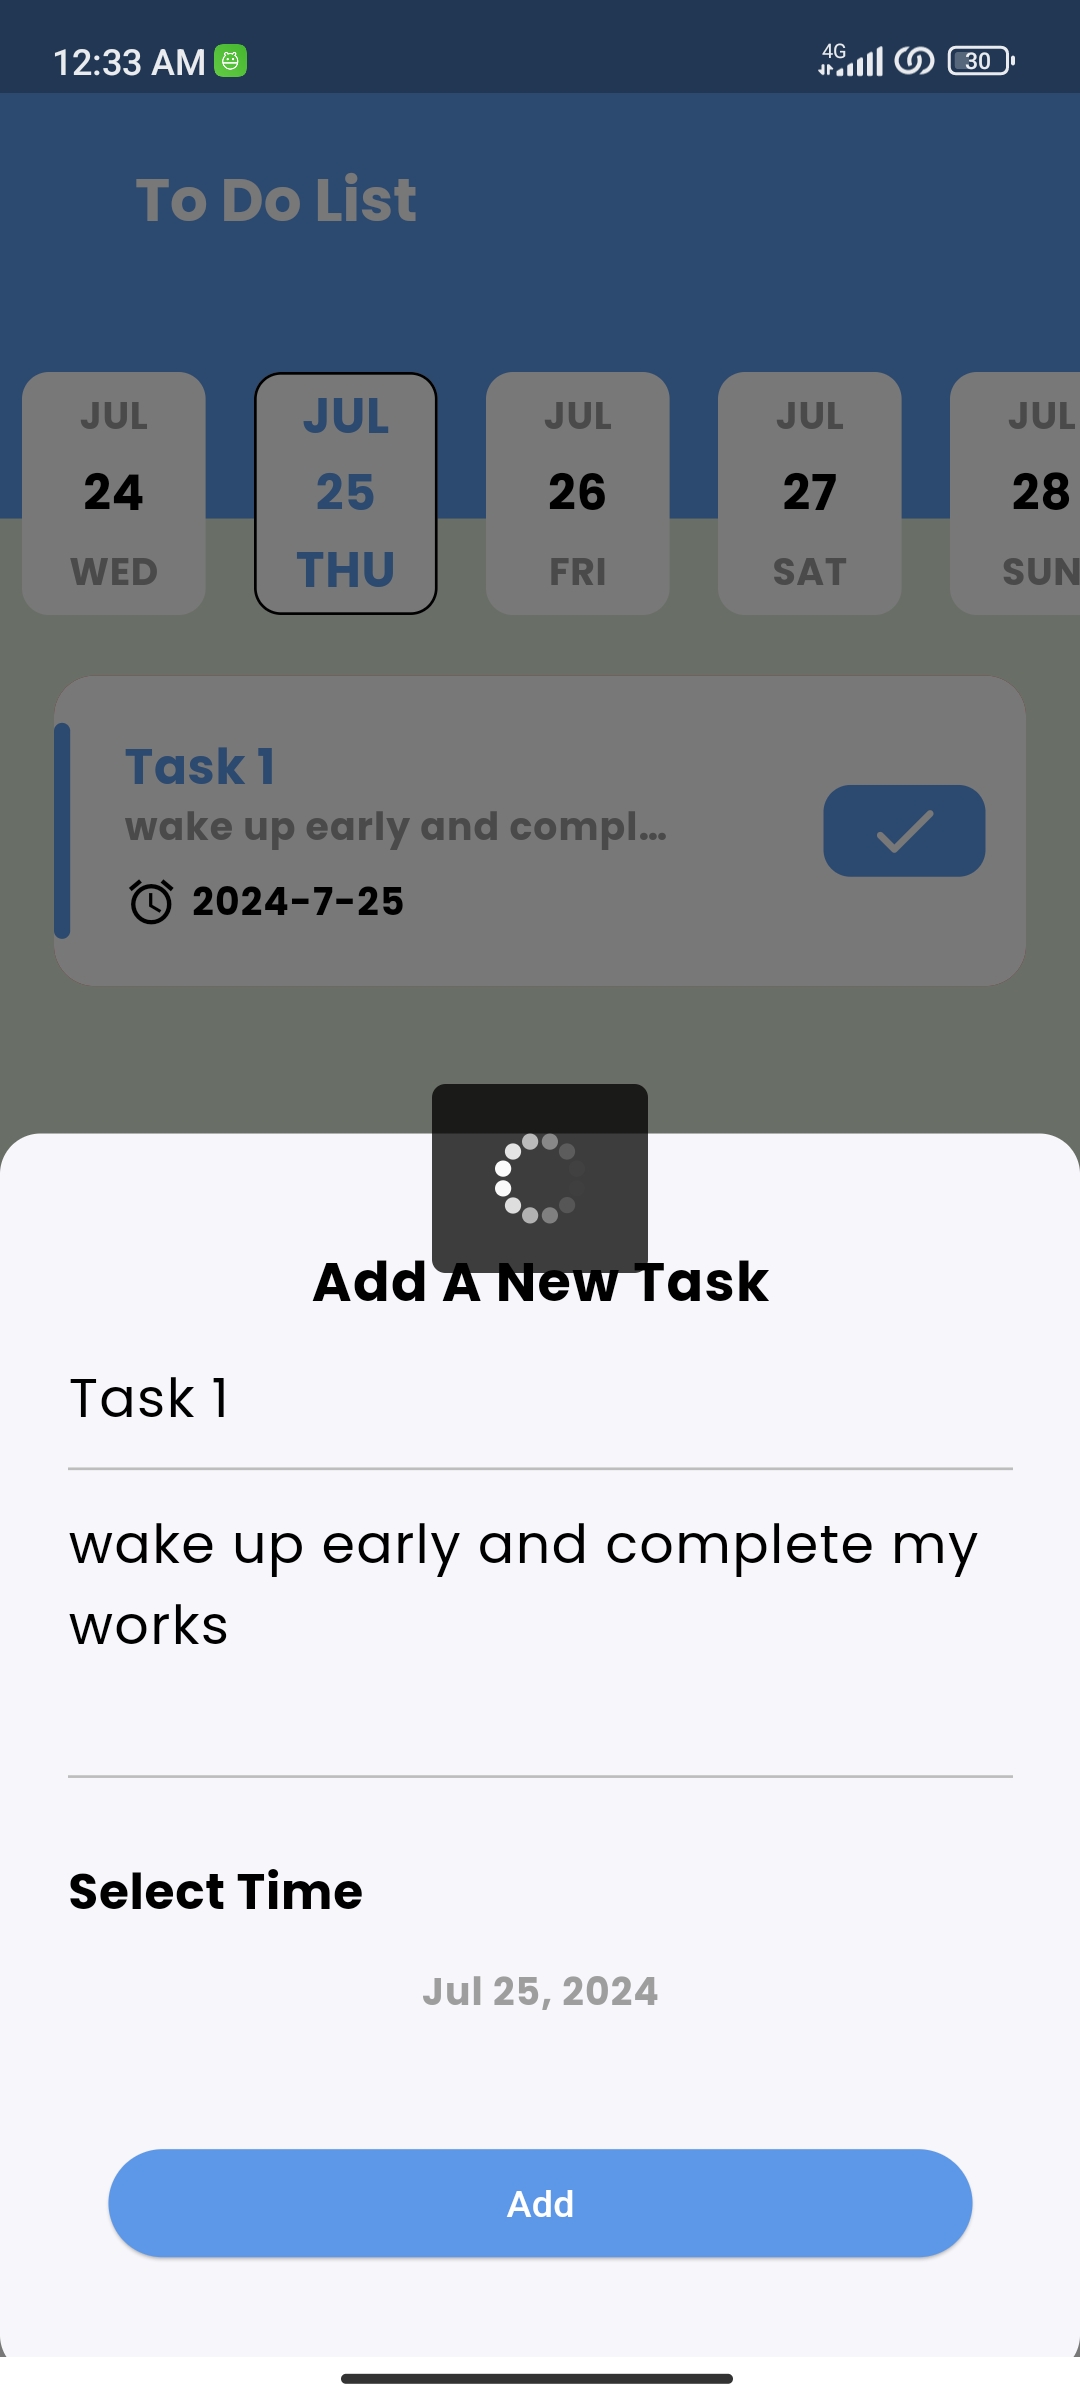 12:33 AM 4G 30
To Do List
JUL JUL JUL JUL JUL
24 25 26 27 28
WED THU FRI SAT SUN
Task 1
wake up early and compl...
2024-7-25
Add A New Task
Task 1
wake up early and complete my
works
Select Time
Jul 25, 2024
Add